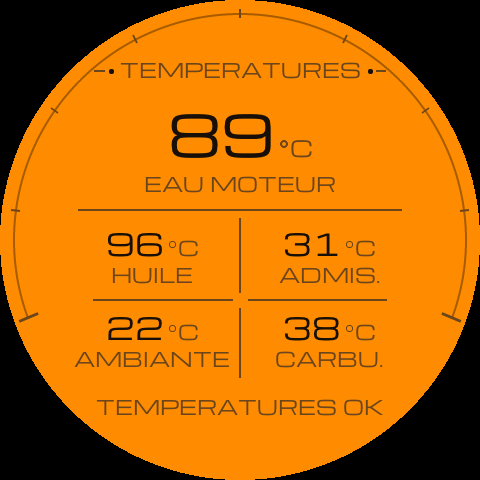 TEMPERATURES
89 °C
EAU MOTEUR
96 °C 31 °C
HUILE ADMIS.
22 °C 38 °C
AMBIANTE CARBU.
TEMPERATURES OK